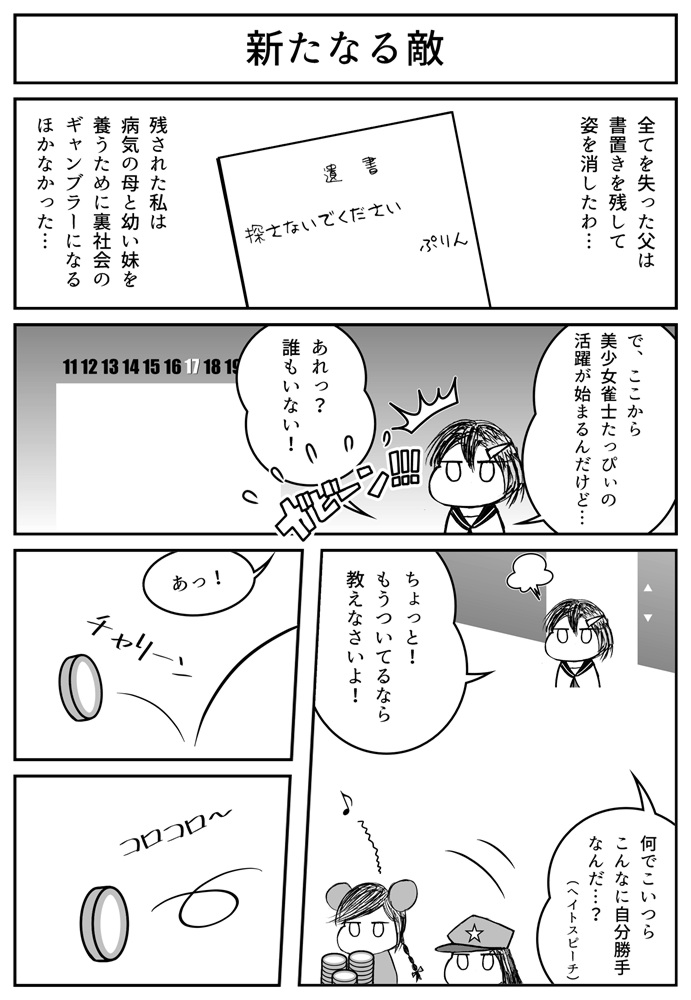 新たなる敵
全てを失った父は
書置きを残して
姿を消したわ…
遺書
探さないでください
ぷりん
残された私は
病気の母と幼い妹を
養うために裏社会の
ギャンブラーになる
ほかなかった…
で、ここから
美少女雀士たっぴぃの
活躍が始まるんだけど…
ガビーン!!!
あれっ?
誰もいない!
11 12 13 14 15 16 17 18 19
▲
▼
ちょっと!
もうついてるなら
教えなさいよ!
何でこいつら
こんなに自分勝手
なんだ…?
(ヘイトスピーチ)
♪
あっ!
チャリーン
コロコロ〜